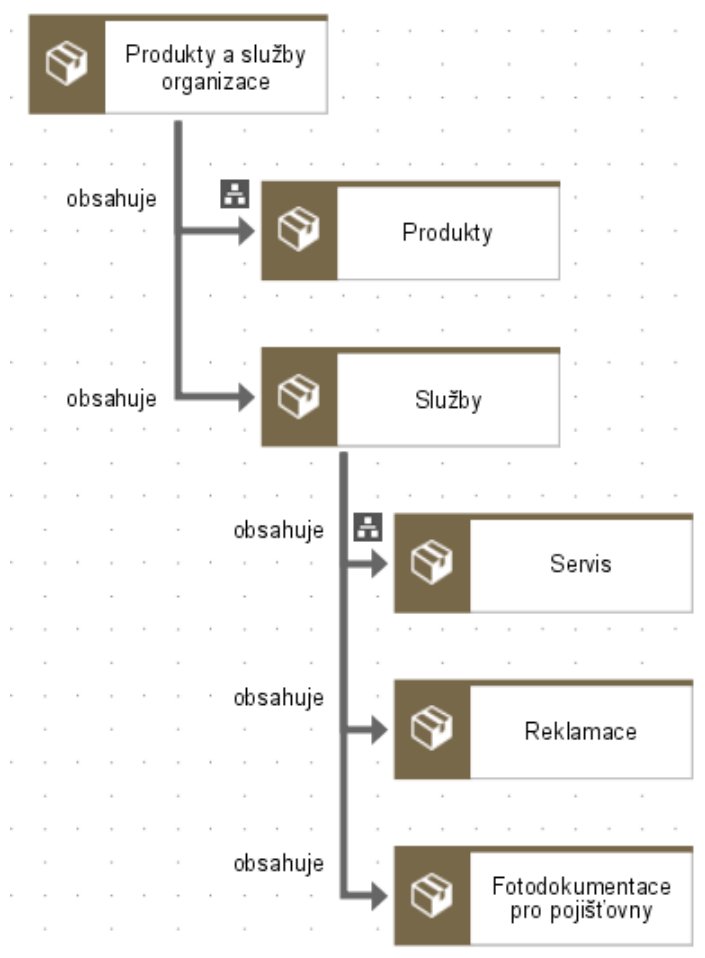 Produkty a služby
organizace
obsahuje
Produkty
obsahuje
Služby
obsahuje
Servis
obsahuje
Reklamace
obsahuje
Fotodokumentace
pro pojišťovny